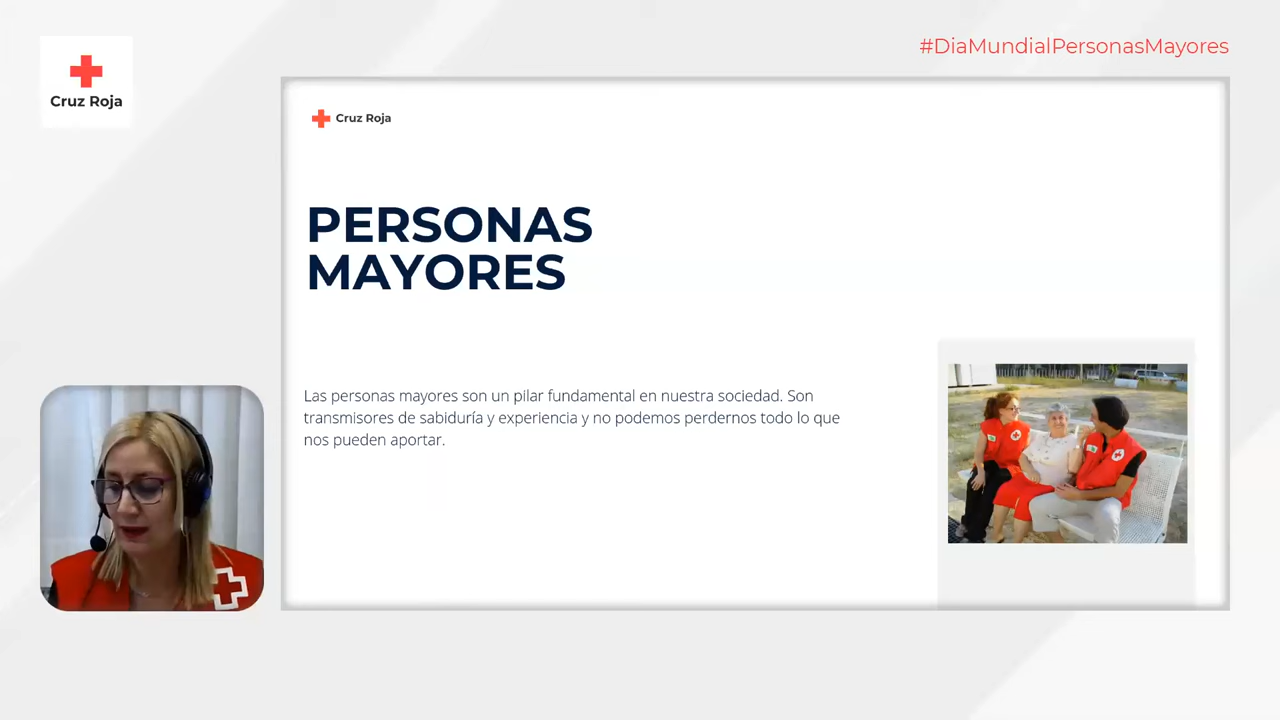 Cruz Roja
#DiaMundialPersonasMayores
Cruz Roja
PERSONAS
MAYORES
Las personas mayores son un pilar fundamental en nuestra sociedad. Son
transmisores de sabiduría y experiencia y no podemos perdernos todo lo que
nos pueden aportar.